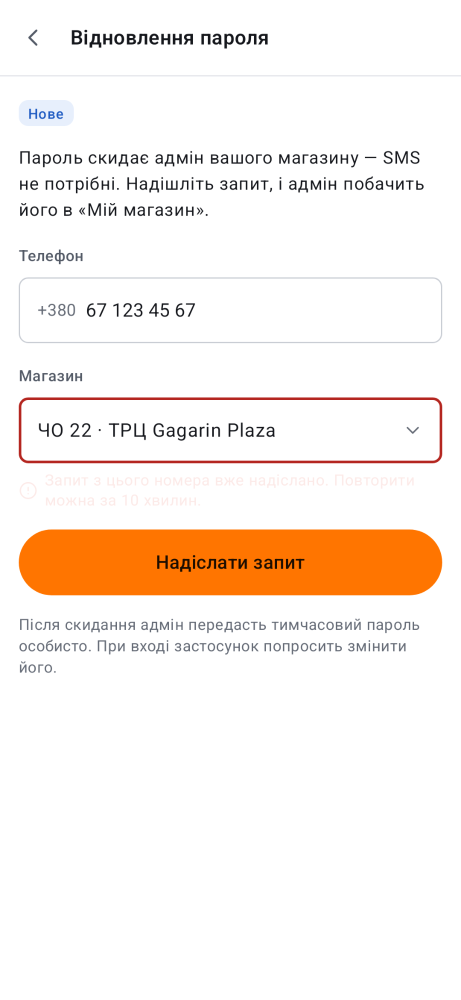 Відновлення пароля
Нове
Пароль скидає адмін вашого магазину — SMS
не потрібні. Надішліть запит, і адмін побачить
його в «Мій магазин».
Телефон
+380 67 123 45 67
Магазин
ЧО 22 · ТРЦ Gagarin Plaza
Запит з цього номера вже надіслано. Повторити
можна за 10 хвилин.
Надіслати запит
Після скидання адмін передасть тимчасовий пароль
особисто. При вході застосунок попросить змінити
його.